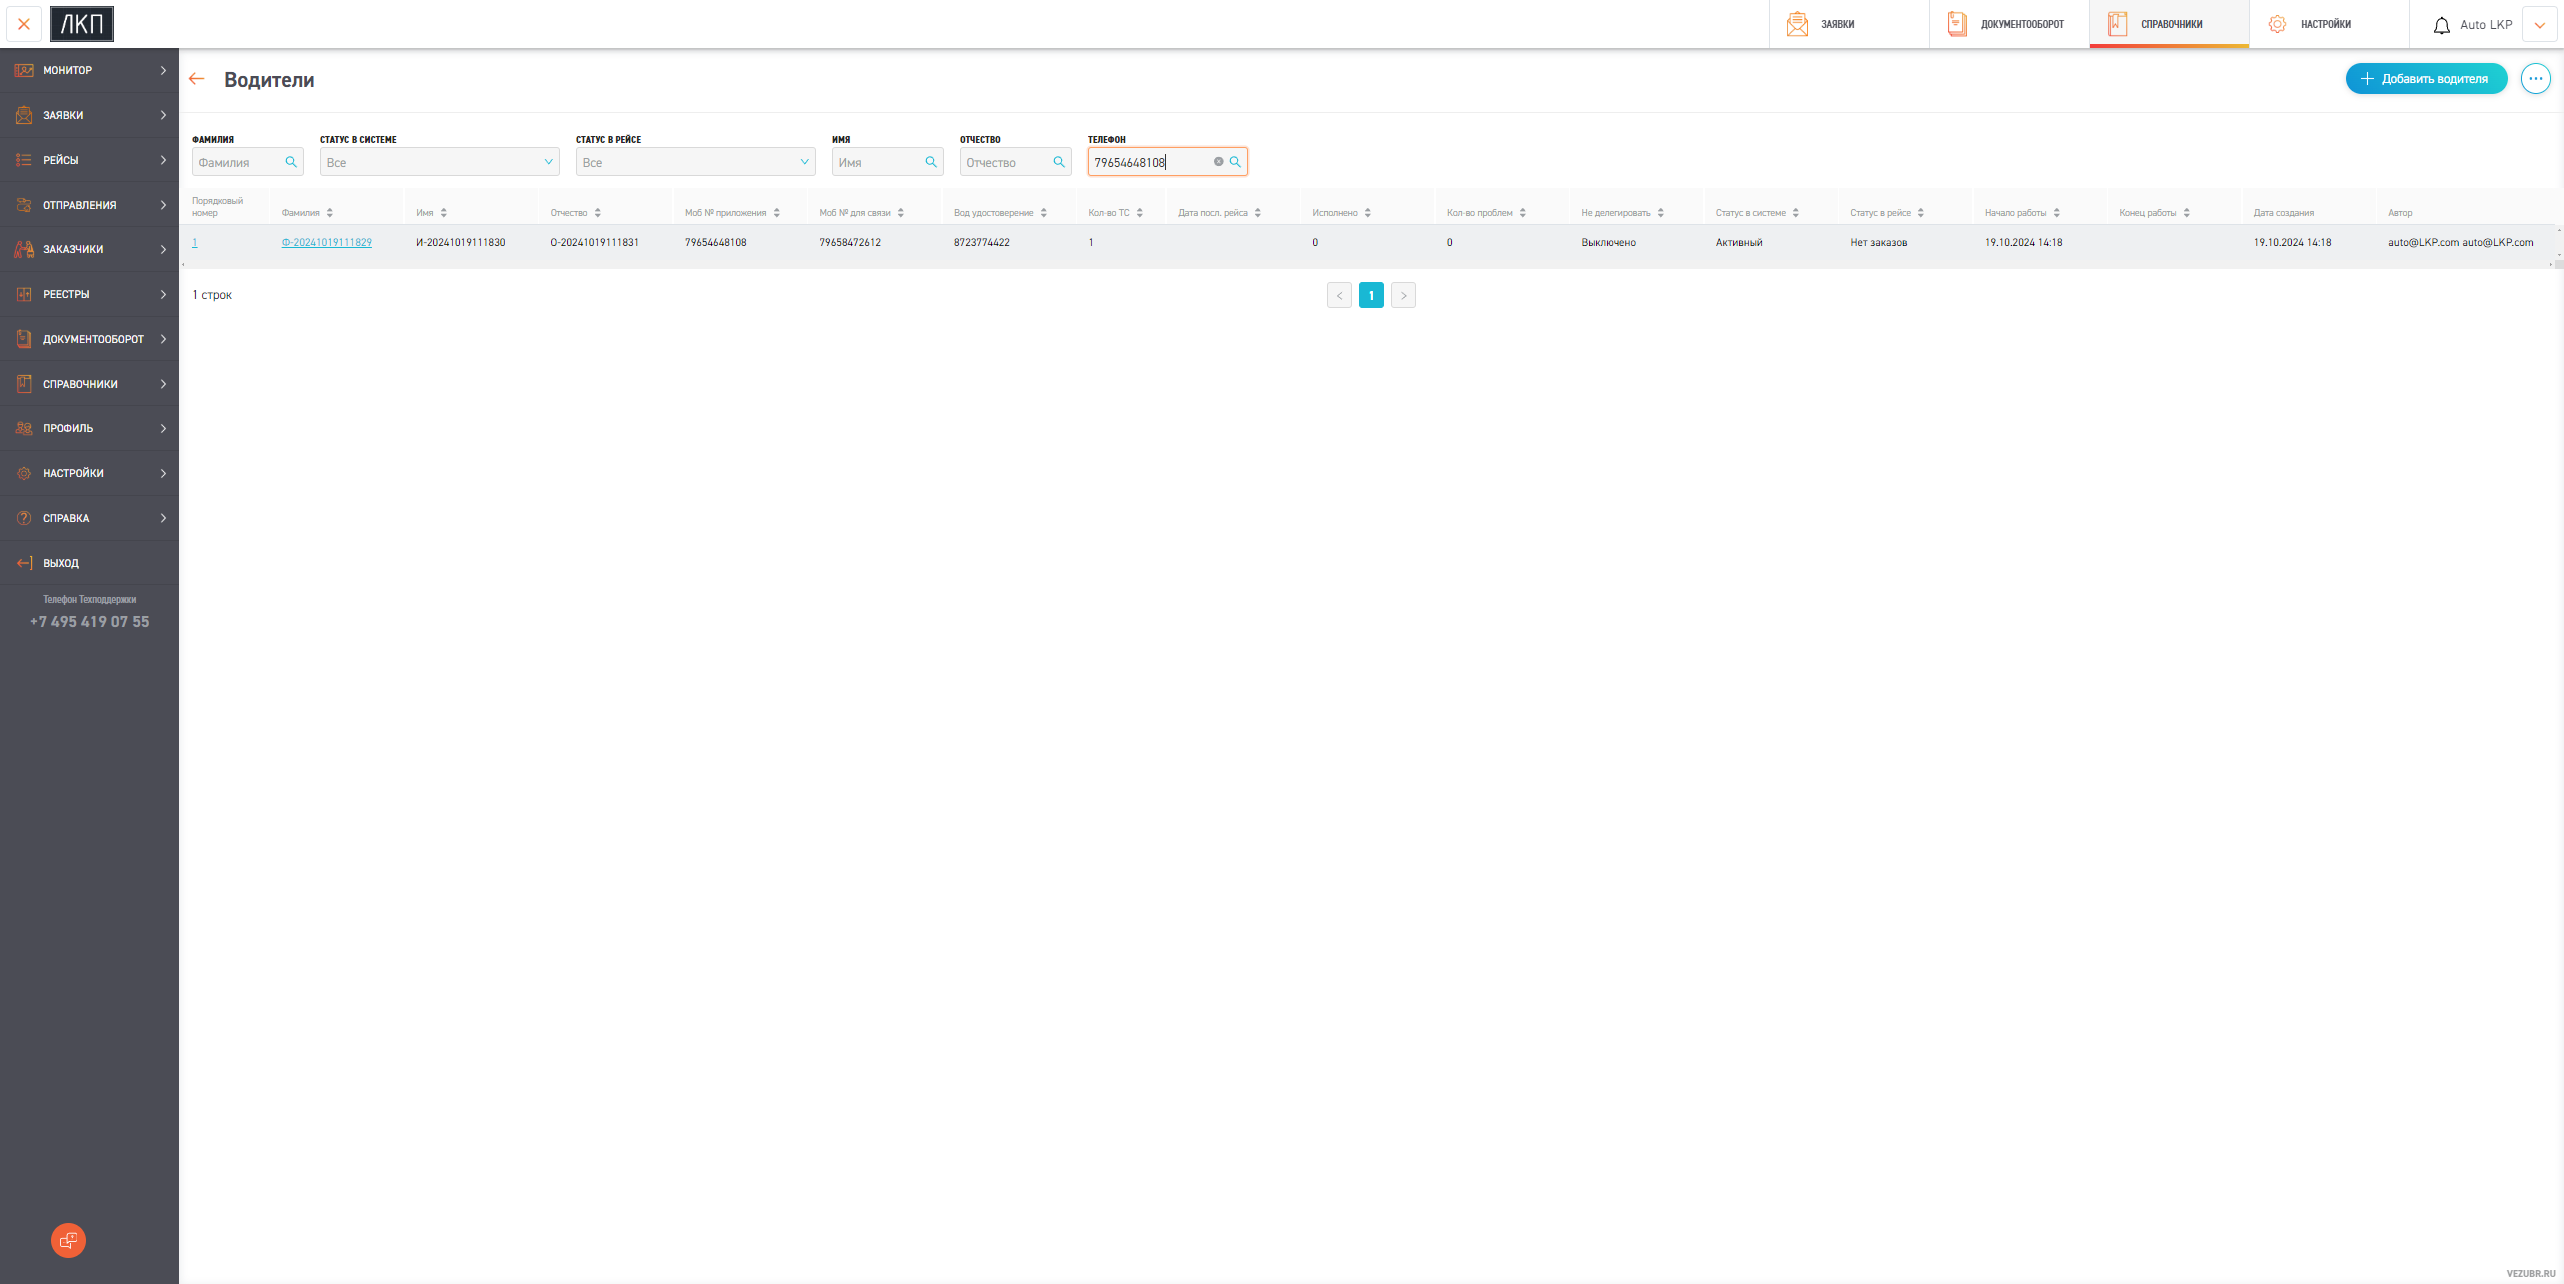 ЛКП
ЗАЯВКИ
ДОКУМЕНТООБОРОТ
СПРАВОЧНИКИ
НАСТРОЙКИ
Auto LKP
МОНИТОР
ЗАЯВКИ
РЕЙСЫ
ОТПРАВЛЕНИЯ
ЗАКАЗЧИКИ
РЕЕСТРЫ
ДОКУМЕНТООБОРОТ
СПРАВОЧНИКИ
ПРОФИЛЬ
НАСТРОЙКИ
СПРАВКА
ВЫХОД
Телефон Техподдержки
+7 495 419 07 55
Водители
Добавить водителя
ФАМИЛИЯ СТАТУС В СИСТЕМЕ СТАТУС В РЕЙСЕ ИМЯ ОТЧЕСТВО ТЕЛЕФОН
Фамилия Все Все Имя Отчество 79654648108
Порядковый номер Фамилия Имя Отчество Моб № приложения Моб № для связи Вод удостоверение Кол-во ТС Дата посл. рейса Исполнено Кол-во проблем Не делегировать Статус в системе Статус в рейсе Начало работы Конец работы Дата создания Автор
1 Ф-20241019111829 И-20241019111830 О-20241019111831 79654648108 79658472612 8723774422 1 0 0 Выключено Активный Нет заказов 19.10.2024 14:18 19.10.2024 14:18 auto@LKP.com auto@LKP.com
1 строк
1
VEZUBR.RU